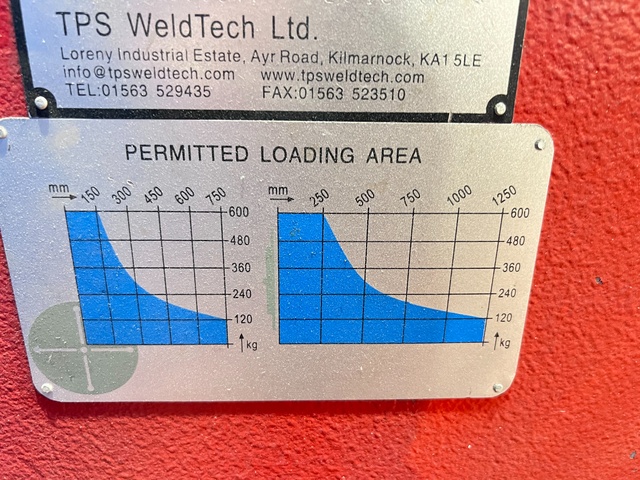 TPS WeldTech Ltd.
Loreny Industrial Estate, Ayr Road, Kilmarnock, KA1 5LE
info@tpsweldtech.com www.tpsweldtech.com
TEL:01563 529435 FAX:01563 523510
PERMITTED LOADING AREA
mm 150 300 450 600 750
600
480
360
240
120
kg
mm 250 500 750 1000 1250
600
480
360
240
120
kg